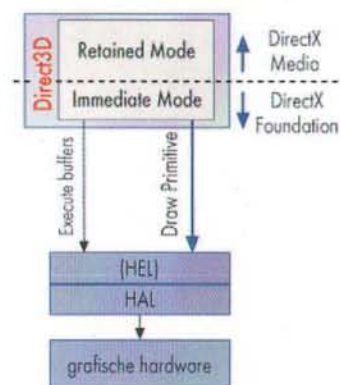 Direct3D
Retained Mode
Immediate Mode
DirectX
Media
DirectX
Foundation
Execute buffers
Draw Primitive
(HEL)
HAL
grafische hardware